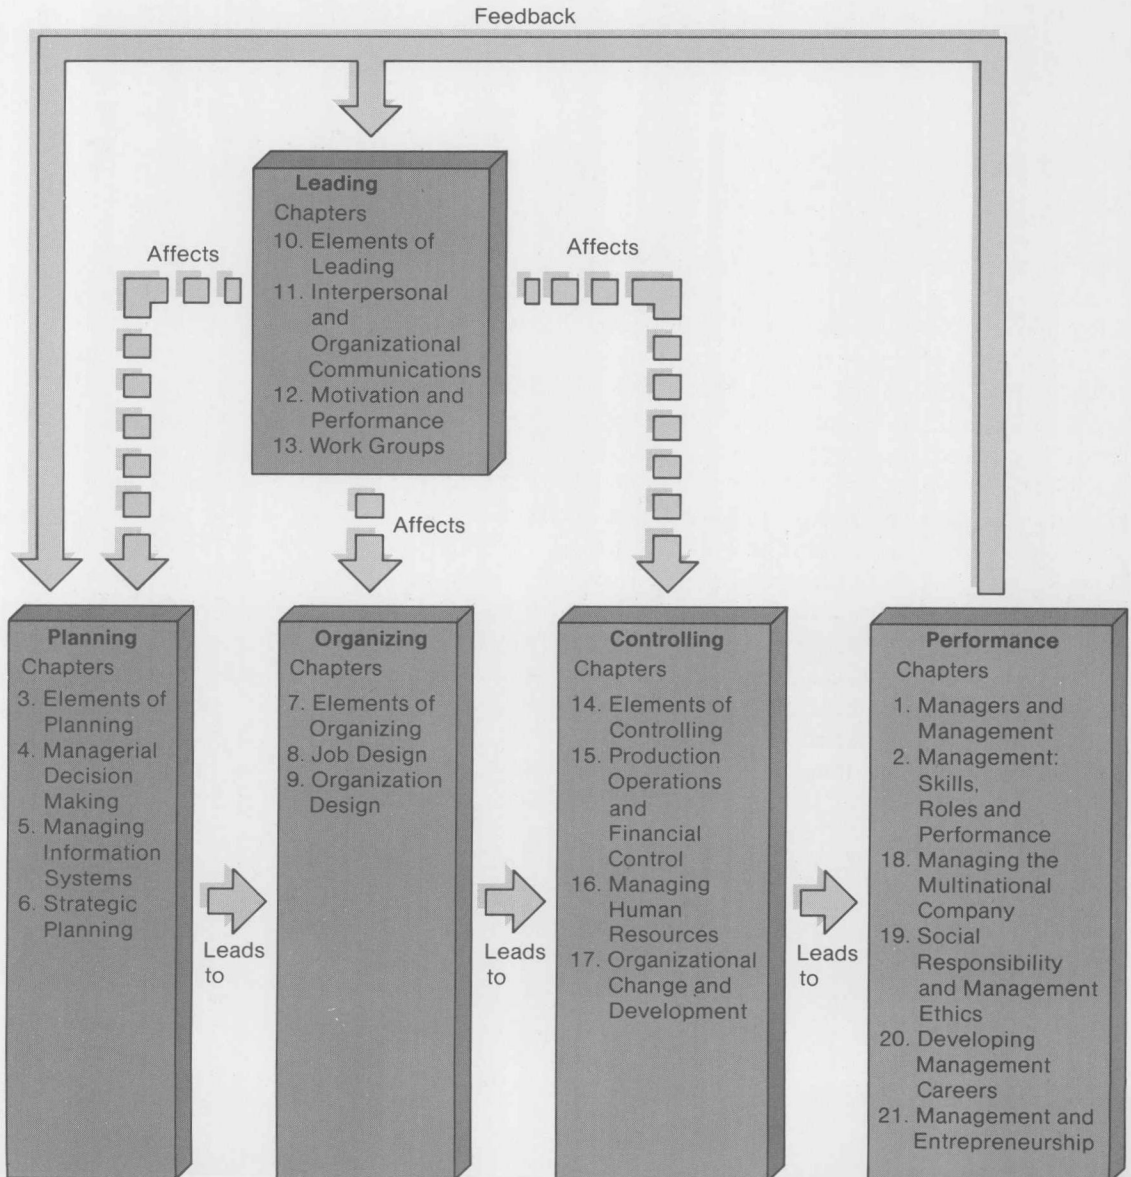 Feedback
Leading
Chapters
10. Elements of
Leading
11. Interpersonal
and
Organizational
Communications
12. Motivation and
Performance
13. Work Groups
Affects
Affects
Affects
Planning
Chapters
3. Elements of
Planning
4. Managerial
Decision
Making
5. Managing
Information
Systems
6. Strategic
Planning
Leads
to
Organizing
Chapters
7. Elements of
Organizing
8. Job Design
9. Organization
Design
Leads
to
Controlling
Chapters
14. Elements of
Controlling
15. Production
Operations
and
Financial
Control
16. Managing
Human
Resources
17. Organizational
Change and
Development
Leads
to
Performance
Chapters
1. Managers and
Management
2. Management:
Skills,
Roles and
Performance
18. Managing the
Multinational
Company
19. Social
Responsibility
and Management
Ethics
20. Developing
Management
Careers
21. Management and
Entrepreneurship